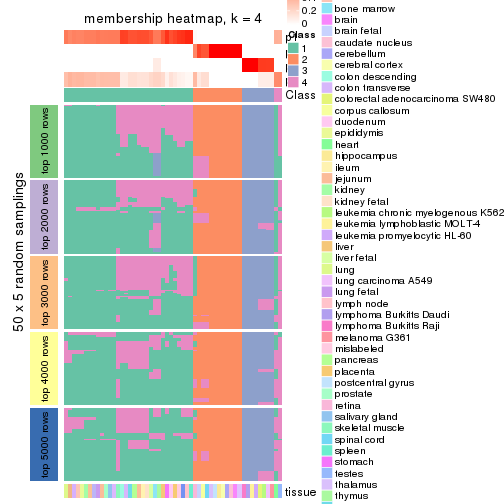 membership heatmap, k = 4
50 x 5 random samplings
top 1000 rows
top 2000 rows
top 3000 rows
top 4000 rows
top 5000 rows
Class
tissue
0.2
0
Class
1
2
3
4
bone marrow
brain
brain fetal
caudate nucleus
cerebellum
cerebral cortex
colon descending
colon transverse
colorectal adenocarcinoma SW480
corpus callosum
duodenum
epididymis
heart
hippocampus
ileum
jejunum
kidney
kidney fetal
leukemia chronic myelogenous K562
leukemia lymphoblastic MOLT-4
leukemia promyelocytic HL-60
liver
liver fetal
lung
lung carcinoma A549
lung fetal
lymph node
lymphoma Burkitts Daudi
lymphoma Burkitts Raji
melanoma G361
mislabeled
pancreas
placenta
postcentral gyrus
prostate
retina
salivary gland
skeletal muscle
spinal cord
spleen
stomach
testes
thalamus
thymus